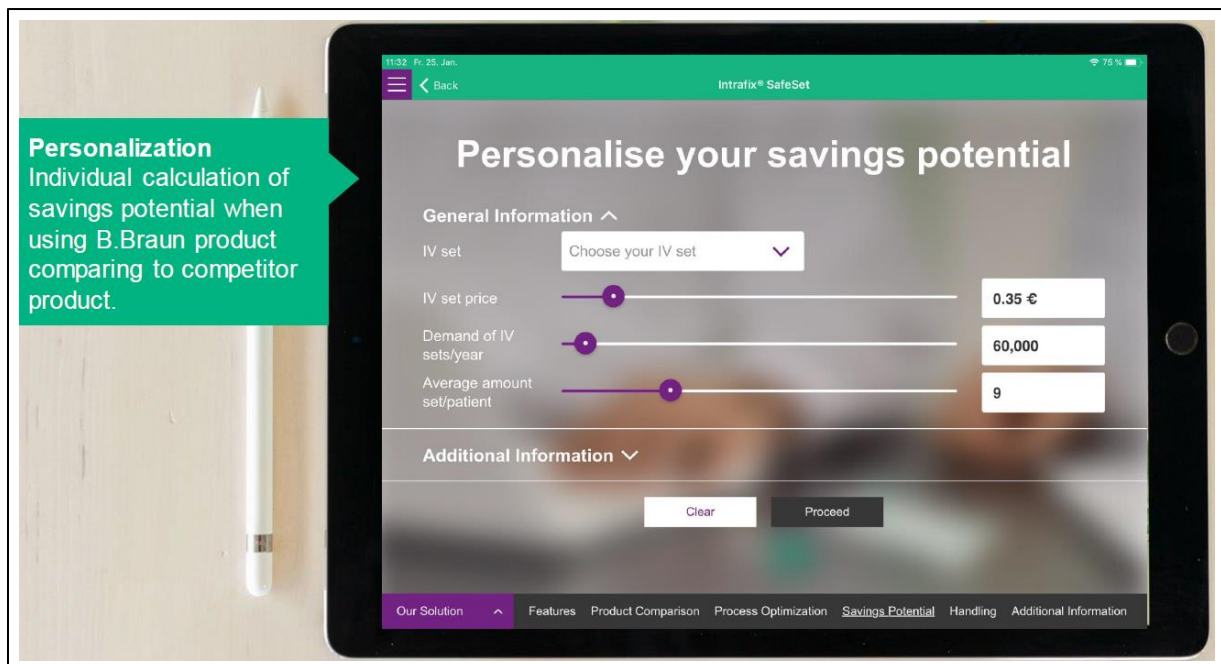 Personalization
Individual calculation of
savings potential when
using B.Braun product
comparing to competitor
product.
11:32 Fr. 25. Jan.
75 %
Back
Intrafix® SafeSet
Personalise your savings potential
General Information
IV set
Choose your IV set
IV set price
0.35 €
Demand of IV
sets/year
60,000
Average amount
set/patient
9
Additional Information
Clear
Proceed
Our Solution
Features
Product Comparison
Process Optimization
Savings Potential
Handling
Additional Information